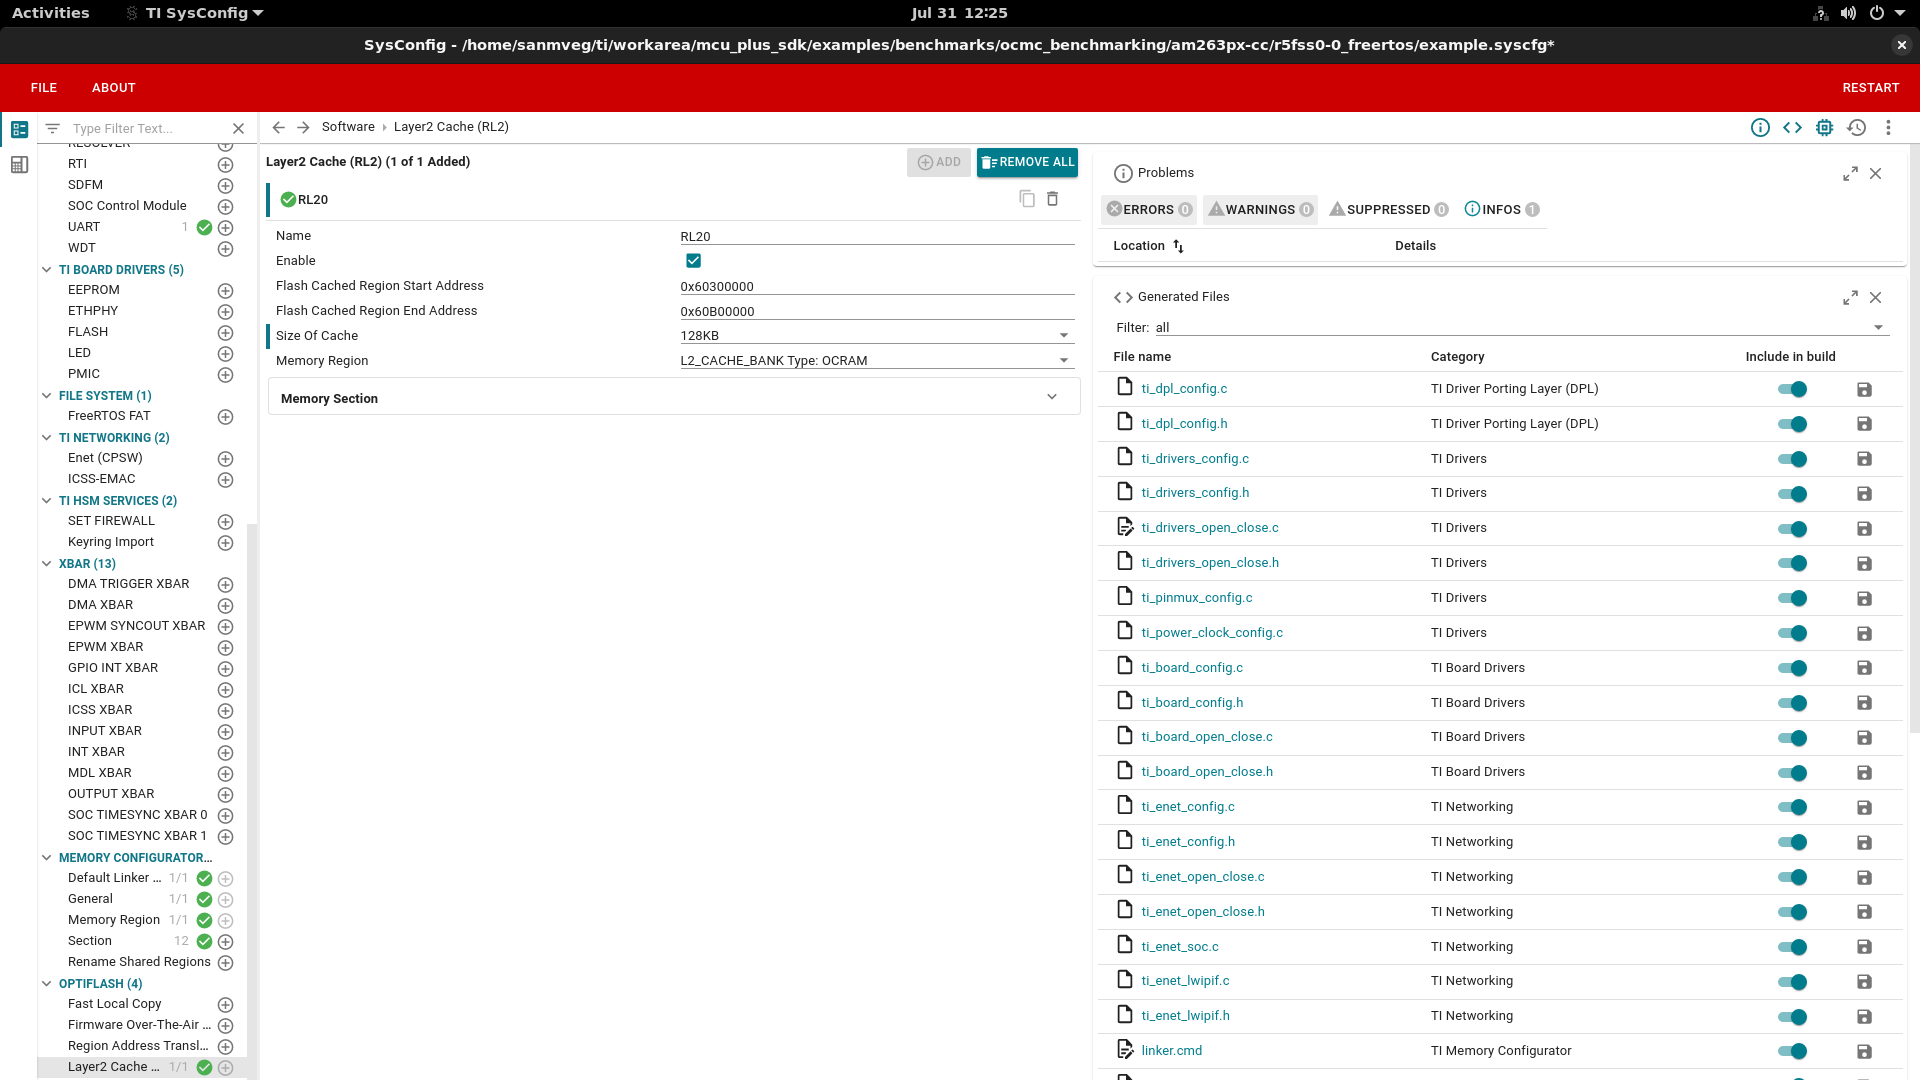 Activities
TI SysConfig
Jul 31 12:25
SysConfig - /home/sanmveg/ti/workarea/mcu_plus_sdk/examples/benchmarks/ocmc_benchmarking/am263px-cc/r5fss0-0_freertos/example.syscfg*
FILE
ABOUT
RESTART
Type Filter Text...
RESOLVER
RTI
SDFM
SOC Control Module
UART 1
WDT
TI BOARD DRIVERS (5)
EEPROM
ETHPHY
FLASH
LED
PMIC
FILE SYSTEM (1)
FreeRTOS FAT
TI NETWORKING (2)
Enet (CPSW)
ICSS-EMAC
TI HSM SERVICES (2)
SET FIREWALL
Keyring Import
XBAR (13)
DMA TRIGGER XBAR
DMA XBAR
EPWM SYNCOUT XBAR
EPWM XBAR
GPIO INT XBAR
ICL XBAR
ICSS XBAR
INPUT XBAR
INT XBAR
MDL XBAR
OUTPUT XBAR
SOC TIMESYNC XBAR 0
SOC TIMESYNC XBAR 1
MEMORY CONFIGURATOR...
Default Linker ... 1/1
General 1/1
Memory Region 1/1
Section 12
Rename Shared Regions
OPTIFLASH (4)
Fast Local Copy
Firmware Over-The-Air ...
Region Address Transl...
Layer2 Cache ... 1/1
Software › Layer2 Cache (RL2)
Layer2 Cache (RL2) (1 of 1 Added)
ADD
REMOVE ALL
RL20
Name RL20
Enable
Flash Cached Region Start Address 0x60300000
Flash Cached Region End Address 0x60B00000
Size Of Cache 128KB
Memory Region L2_CACHE_BANK Type: OCRAM
Memory Section
Problems
ERRORS 0
WARNINGS 0
SUPPRESSED 0
INFOS 1
Location Details
Generated Files
Filter: all
File name Category Include in build
ti_dpl_config.c TI Driver Porting Layer (DPL)
ti_dpl_config.h TI Driver Porting Layer (DPL)
ti_drivers_config.c TI Drivers
ti_drivers_config.h TI Drivers
ti_drivers_open_close.c TI Drivers
ti_drivers_open_close.h TI Drivers
ti_pinmux_config.c TI Drivers
ti_power_clock_config.c TI Drivers
ti_board_config.c TI Board Drivers
ti_board_config.h TI Board Drivers
ti_board_open_close.c TI Board Drivers
ti_board_open_close.h TI Board Drivers
ti_enet_config.c TI Networking
ti_enet_config.h TI Networking
ti_enet_open_close.c TI Networking
ti_enet_open_close.h TI Networking
ti_enet_soc.c TI Networking
ti_enet_lwipif.c TI Networking
ti_enet_lwipif.h TI Networking
linker.cmd TI Memory Configurator